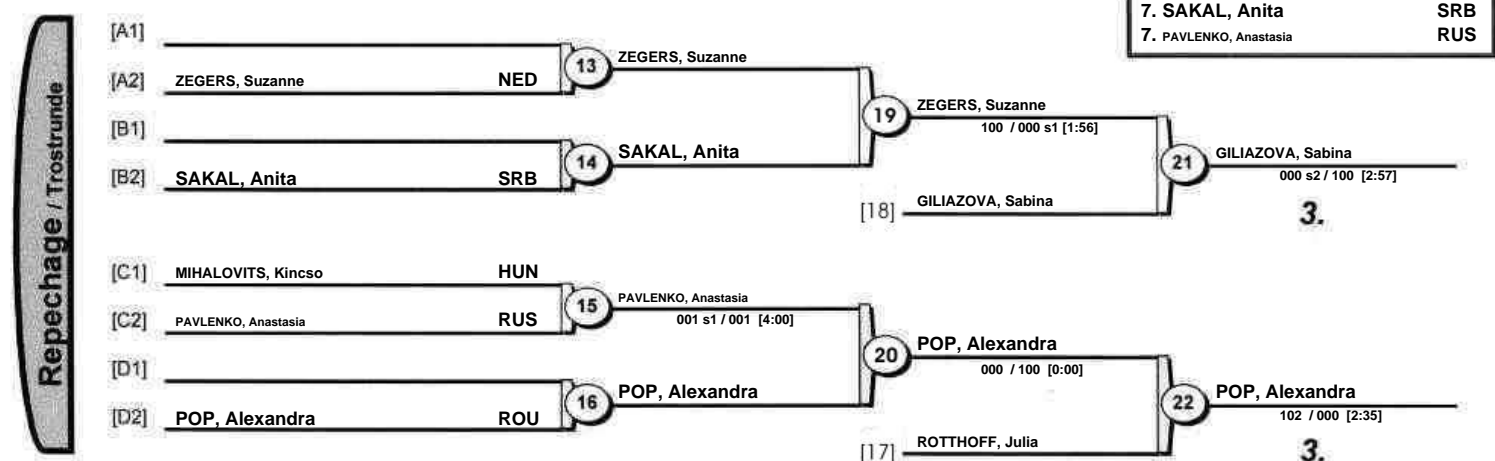 7. SAKAL, Anita SRB
7. PAVLENKO, Anastasia RUS
Repechage / Trostrunde
[A1]
[A2] ZEGERS, Suzanne NED
13 ZEGERS, Suzanne
[B1]
[B2] SAKAL, Anita SRB
14 SAKAL, Anita
19 ZEGERS, Suzanne
100 / 000 s1 [1:56]
[18] GILIAZOVA, Sabina
21 GILIAZOVA, Sabina
000 s2 / 100 [2:57]
3.
[C1] MIHALOVITS, Kincso HUN
[C2] PAVLENKO, Anastasia RUS
15 PAVLENKO, Anastasia
001 s1 / 001 [4:00]
[D1]
[D2] POP, Alexandra ROU
16 POP, Alexandra
20 POP, Alexandra
000 / 100 [0:00]
[17] ROTTHOFF, Julia
22 POP, Alexandra
102 / 000 [2:35]
3.